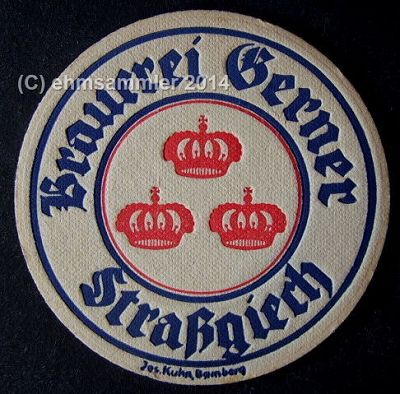 (C) ehmsammler 2014
Brauerei Gerner
Straßgiech
Jos. Kuhn, Bamberg